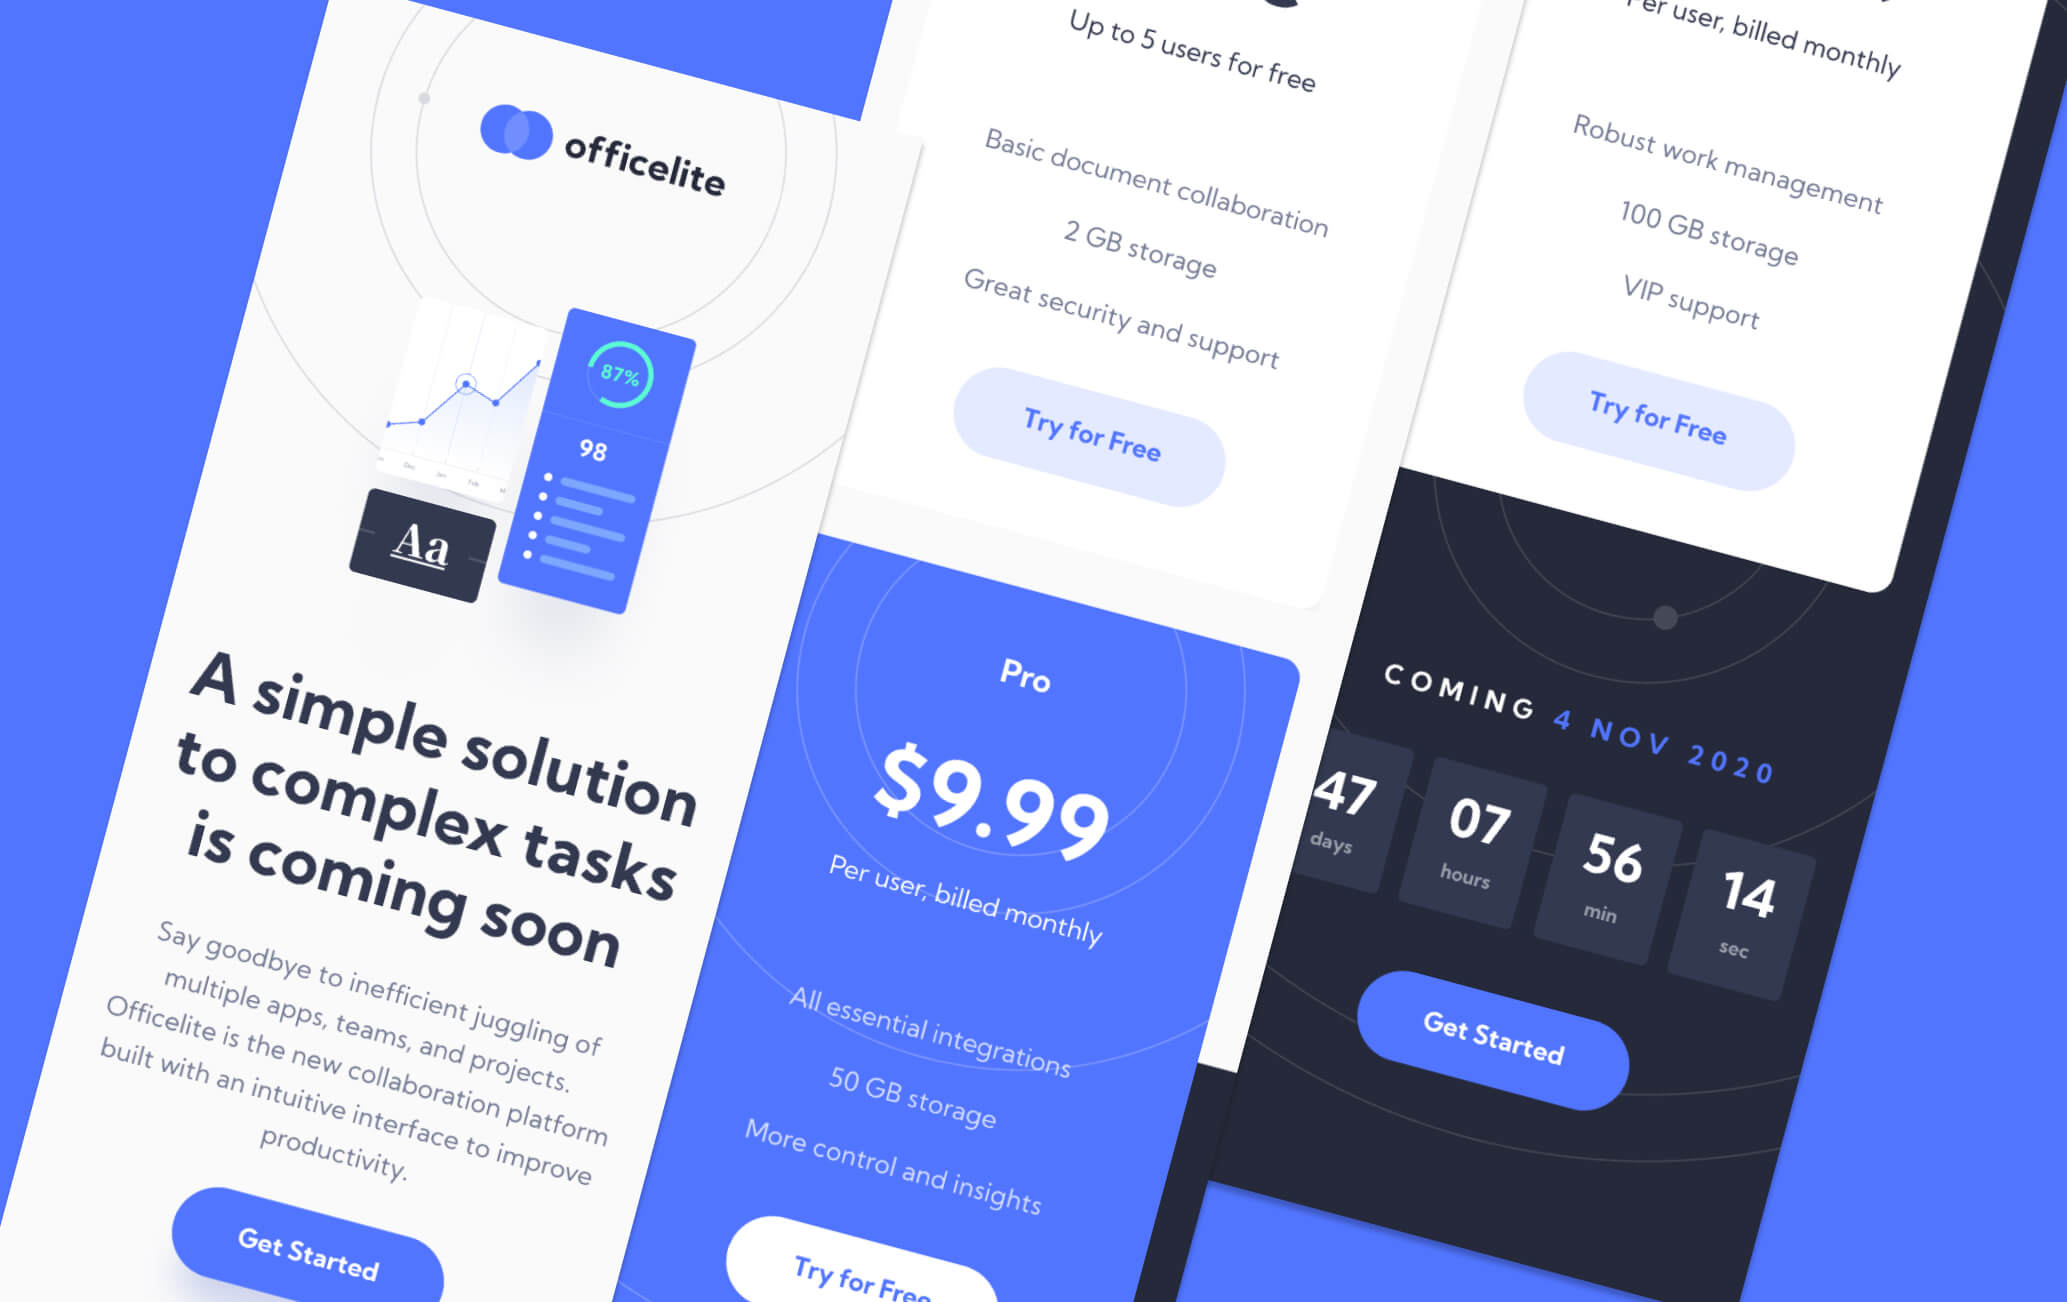 officelite
87%
98
Dec
Jan
Feb
Aa
A simple solution
to complex tasks
is coming soon
Say goodbye to inefficient juggling of
multiple apps, teams, and projects.
Officelite is the new collaboration platform
built with an intuitive interface to improve
productivity.
Get Started
Up to 5 users for free
Basic document collaboration
2 GB storage
Great security and support
Try for Free
Pro
$9.99
Per user, billed monthly
All essential integrations
50 GB storage
More control and insights
Try for Free
Per user, billed monthly
Robust work management
100 GB storage
VIP support
Try for Free
COMING 4 NOV 2020
47
days
07
hours
56
min
14
sec
Get Started